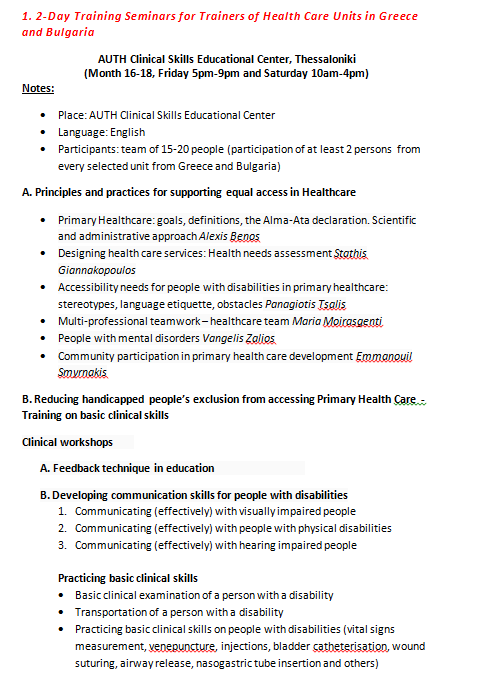 1. 2-Day Training Seminars for Trainers of Health Care Units in Greece
and Bulgaria
AUTH Clinical Skills Educational Center, Thessaloniki
(Month 16-18, Friday 5pm-9pm and Saturday 10am-4pm)
Notes:
• Place: AUTH Clinical Skills Educational Center
• Language: English
• Participants: team of 15-20 people (participation of at least 2 persons from
every selected unit from Greece and Bulgaria)
A. Principles and practices for supporting equal access in Healthcare
• Primary Healthcare: goals, definitions, the Alma-Ata declaration. Scientific
and administrative approach Alexis Benos
• Designing health care services: Health needs assessment Stathis
Giannakopoulos
• Accessibility needs for people with disabilities in primary healthcare:
stereotypes, language etiquette, obstacles Panagiotis Tsalis
• Multi-professional teamwork – healthcare team Maria Moirasgenti
• People with mental disorders Vangelis Zalios
• Community participation in primary health care development Emmanouil
Smyrnakis
B. Reducing handicapped people's exclusion from accessing Primary Health Care -
Training on basic clinical skills
Clinical workshops
A. Feedback technique in education
B. Developing communication skills for people with disabilities
1. Communicating (effectively) with visually impaired people
2. Communicating (effectively) with people with physical disabilities
3. Communicating (effectively) with hearing impaired people
Practicing basic clinical skills
• Basic clinical examination of a person with a disability
• Transportation of a person with a disability
• Practicing basic clinical skills on people with disabilities (vital signs
measurement, venepuncture, injections, bladder catheterisation, wound
suturing, airway release, nasogastric tube insertion and others)